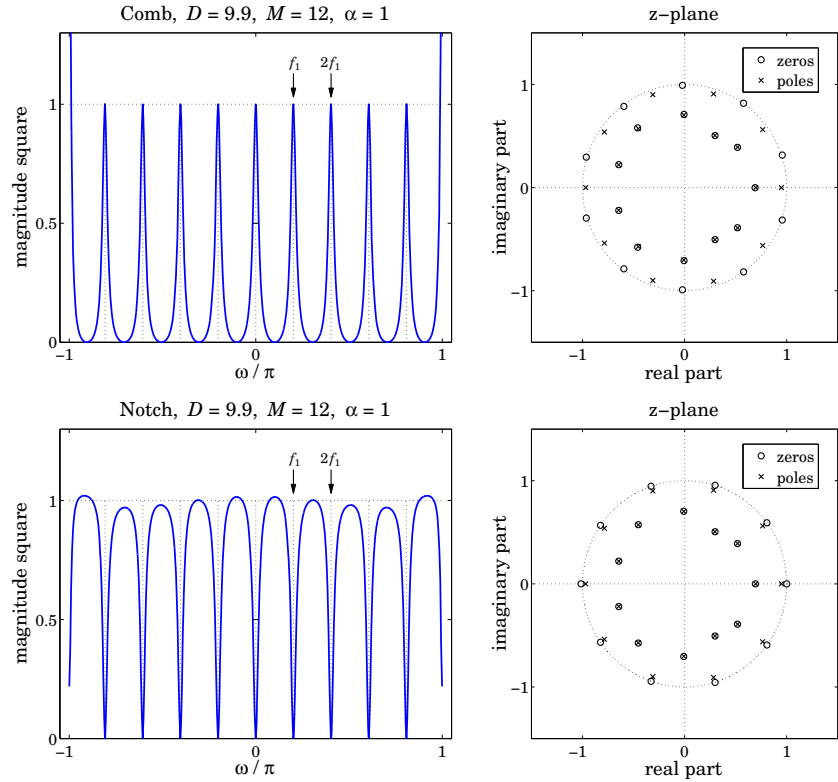 Comb, D = 9.9, M = 12, α = 1
magnitude square
1
0.5
0
f1
2f1
−1
0
1
ω / π
z−plane
imaginary part
1
0
−1
zeros
poles
−1
0
1
real part
Notch, D = 9.9, M = 12, α = 1
magnitude square
1
0.5
0
f1
2f1
−1
0
1
ω / π
z−plane
imaginary part
1
0
−1
zeros
poles
−1
0
1
real part